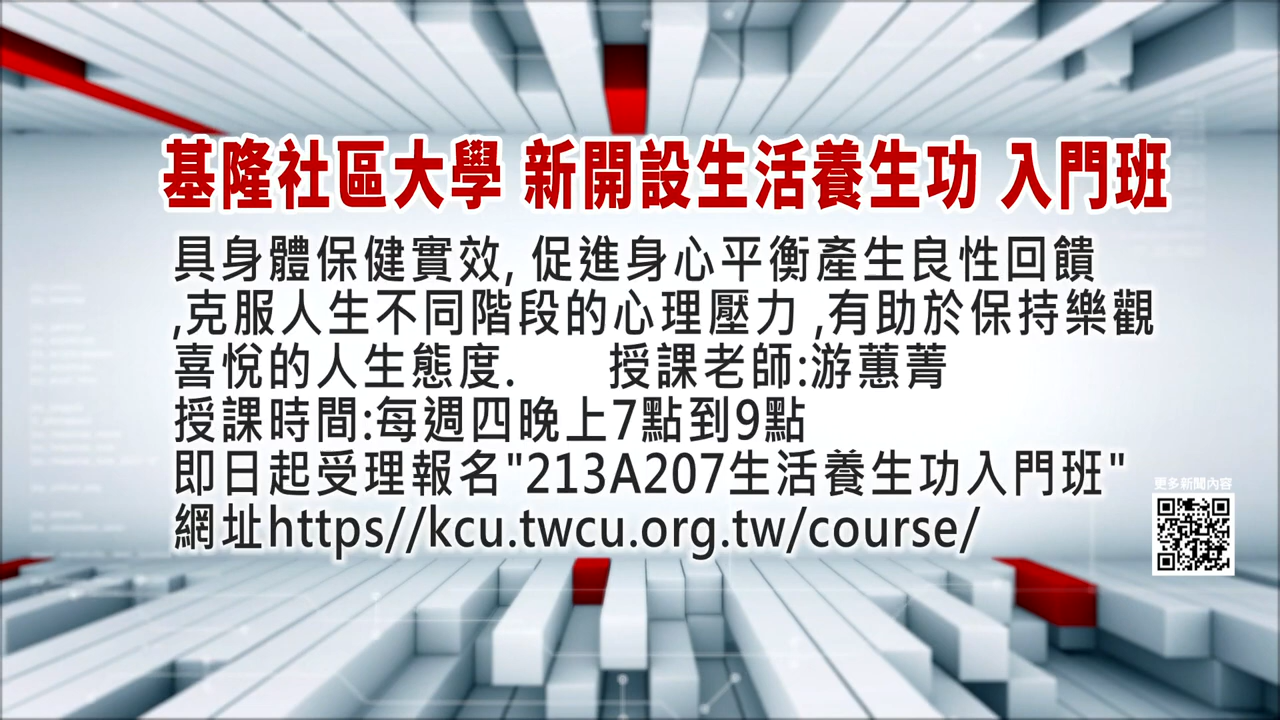 基隆社區大學 新開設生活養生功 入門班
具身體保健實效, 促進身心平衡產生良性回饋
,克服人生不同階段的心理壓力 ,有助於保持樂觀
喜悅的人生態度. 授課老師:游蕙菁
授課時間:每週四晚上7點到9點
即日起受理報名"213A207生活養生功入門班"
網址https//kcu.twcu.org.tw/course/
更多新聞內容